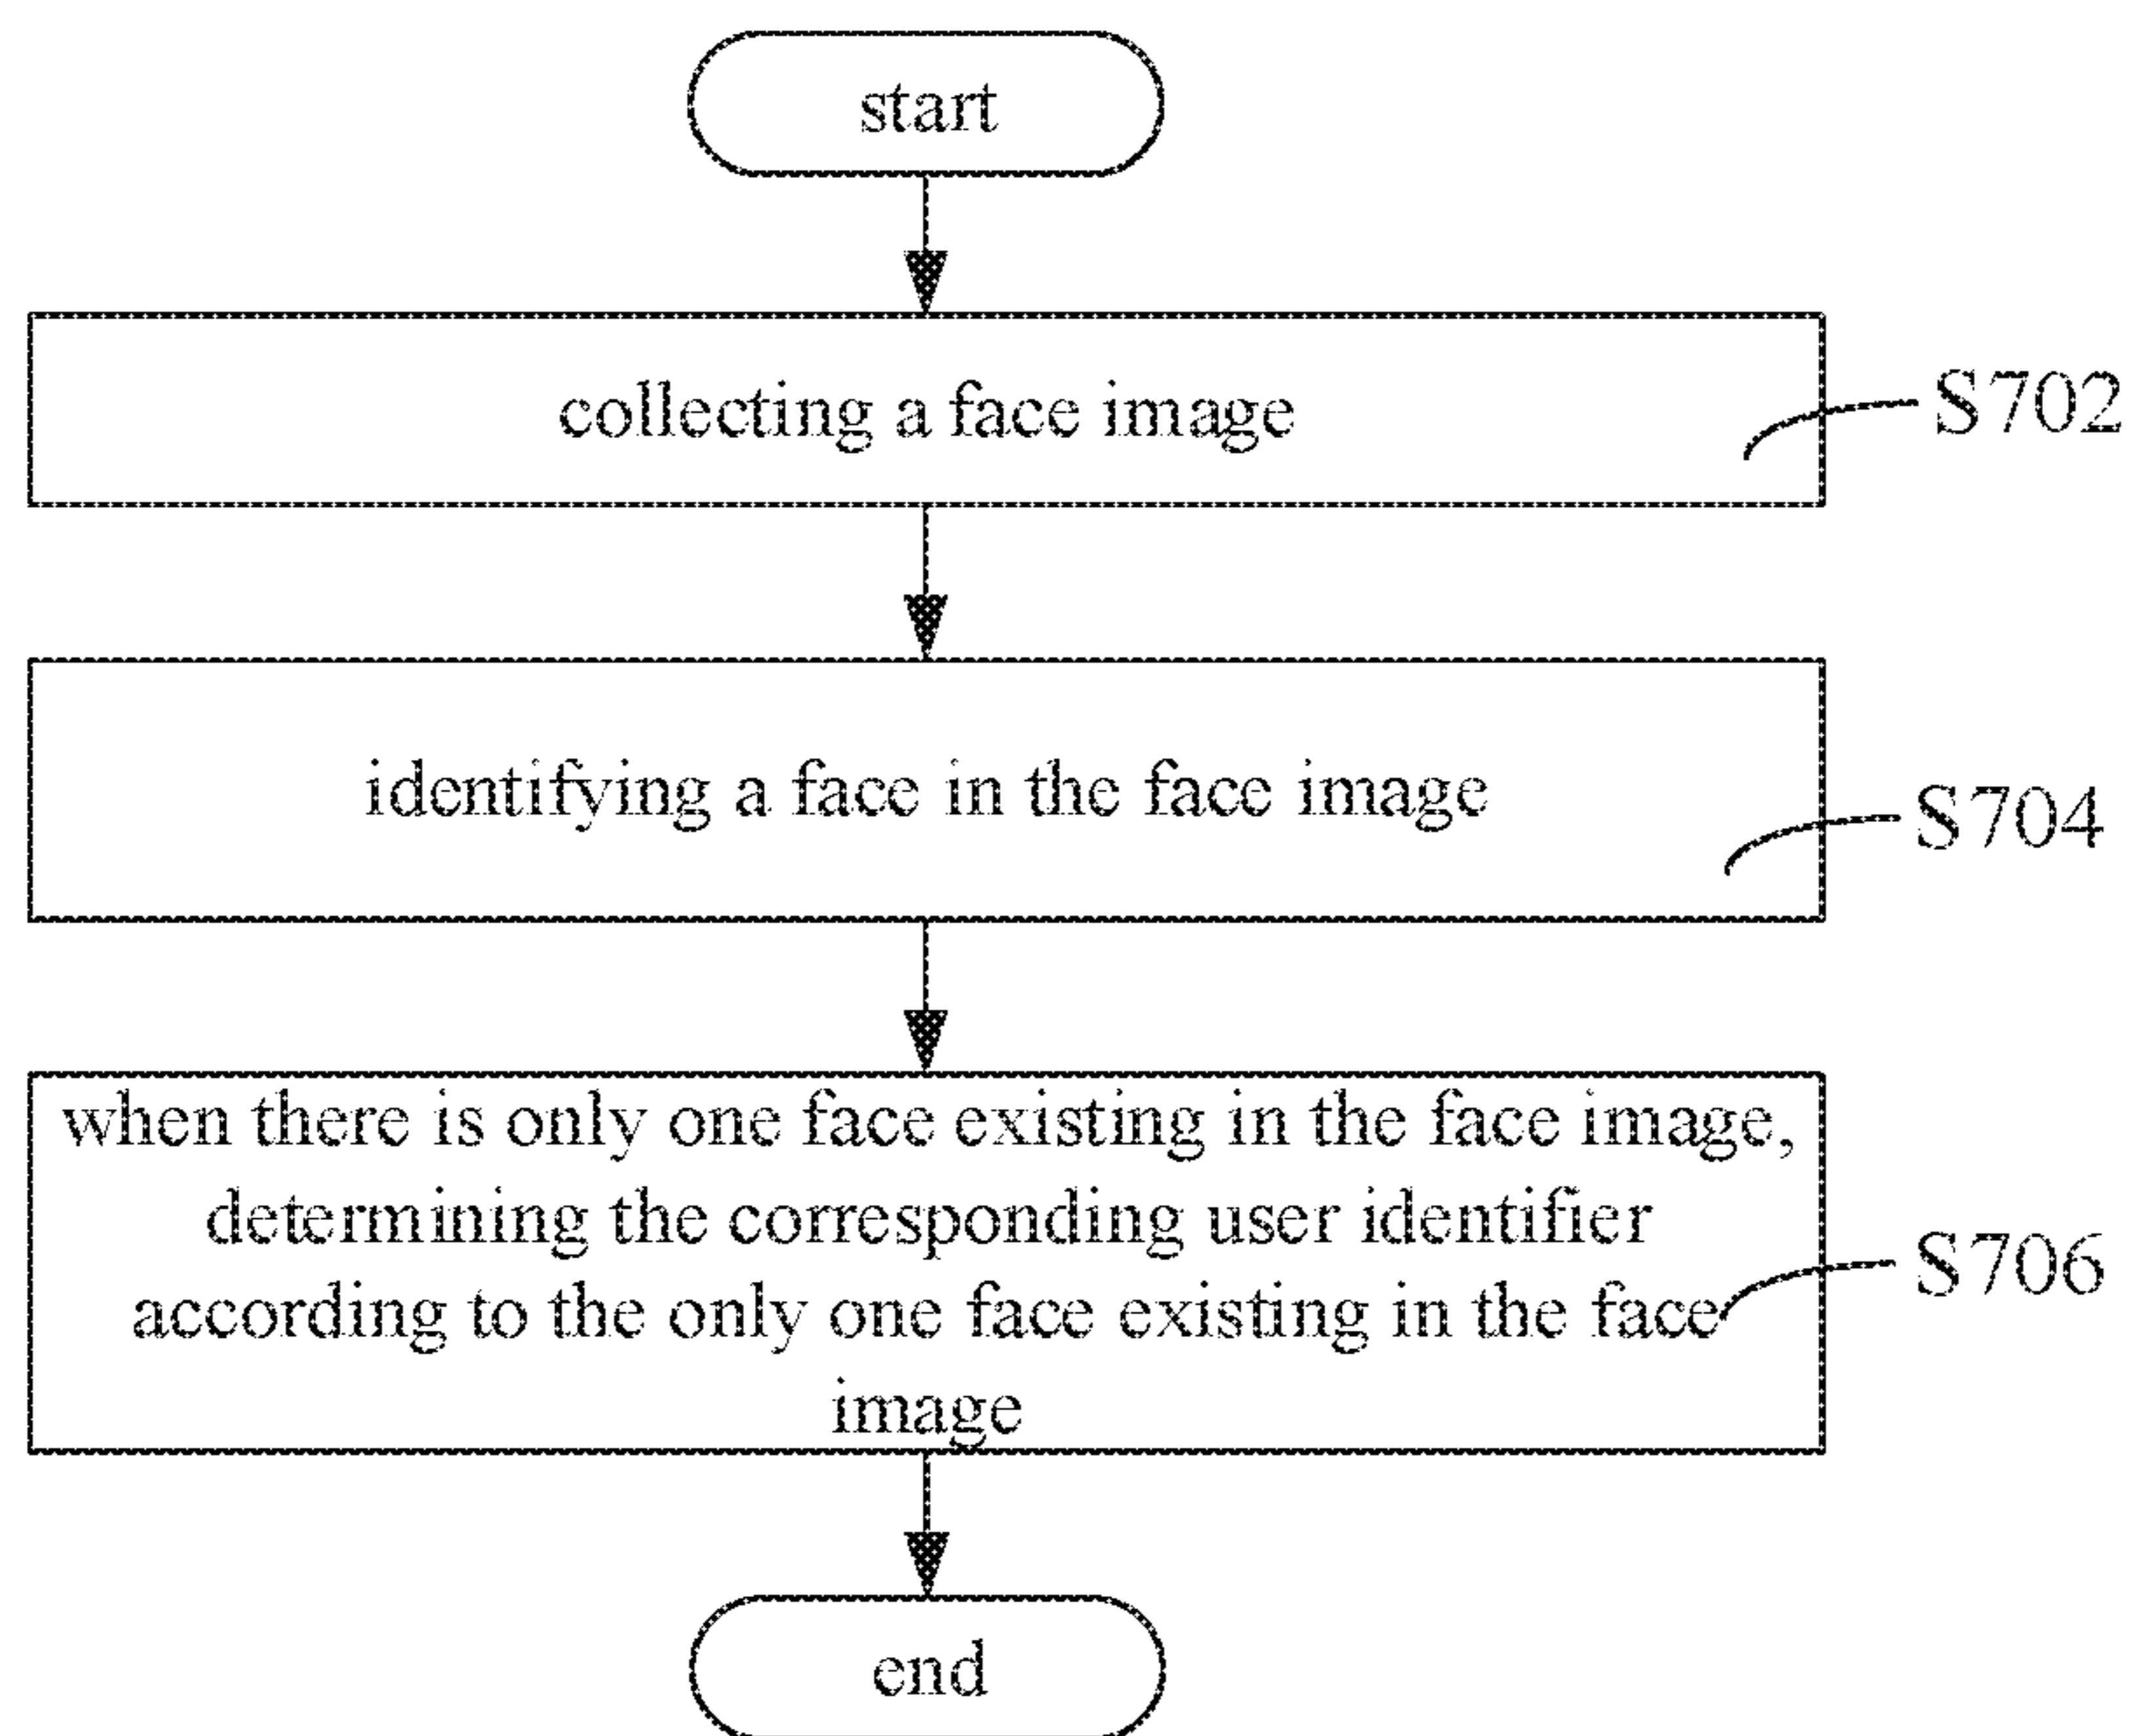 start
collecting a face image
S702
identifying a face in the face image
S704
when there is only one face existing in the face image,
determining the corresponding user identifier
according to the only one face existing in the face
image
S706
end